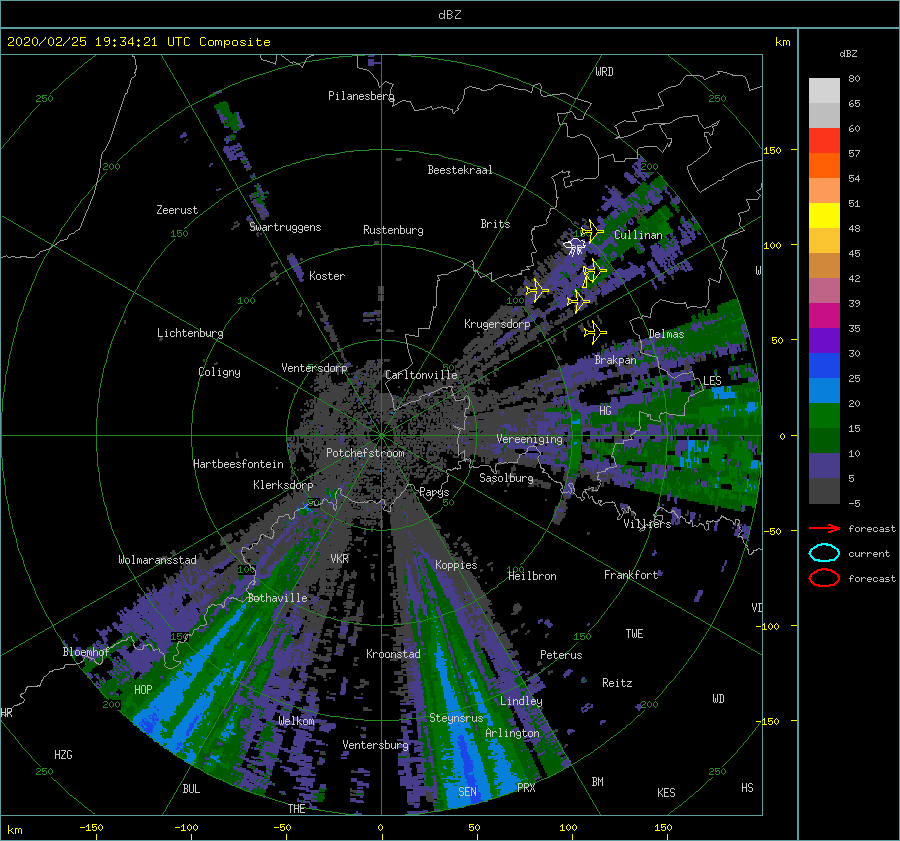 dBZ
2020/02/25 19:34:21 UTC Composite
km
dBZ
WRD
250
250
Pilanesberg
150
200
200
Beestekraal
Zeerust
150
Swartruggens
Rustenburg
Brits
Cullinan
100
Koster
W
100
100
Krugersdorp
Lichtenburg
Delmas
50
Coligny
Ventersdorp
Carltonville
Brakpan
LES
50
HG
Vereeniging
0
Potchefstroom
Hartbeesfontein
Klerksdorp
Papys
Sasolburg
50
50
Villiers
-50
Wolmaransstad
VKR
Koppies
100
100
Heilbron
Frankfort
Bothaville
VD
-100
150
150
TWE
Bloemhof
Kroonstad
Peterus
HOP
Reitz
200
Lindley
200
WD
HR
Welkom
Steynsrus
-150
Arlington
HZG
Ventersburg
250
250
BUL
SEN
PRX
BM
KES
HS
THE
km
-150
-100
-50
0
50
100
150
80
65
60
57
54
51
48
45
42
39
35
30
25
20
15
10
5
-5
forecast
current
forecast